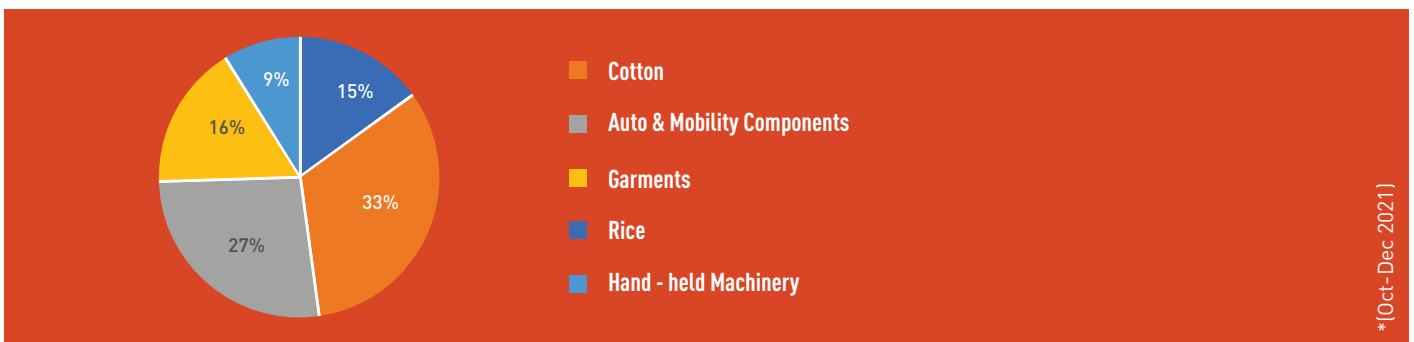 9%
15%
16%
33%
27%
Cotton
Auto & Mobility Components
Garments
Rice
Hand - held Machinery
*(Oct-Dec 2021)